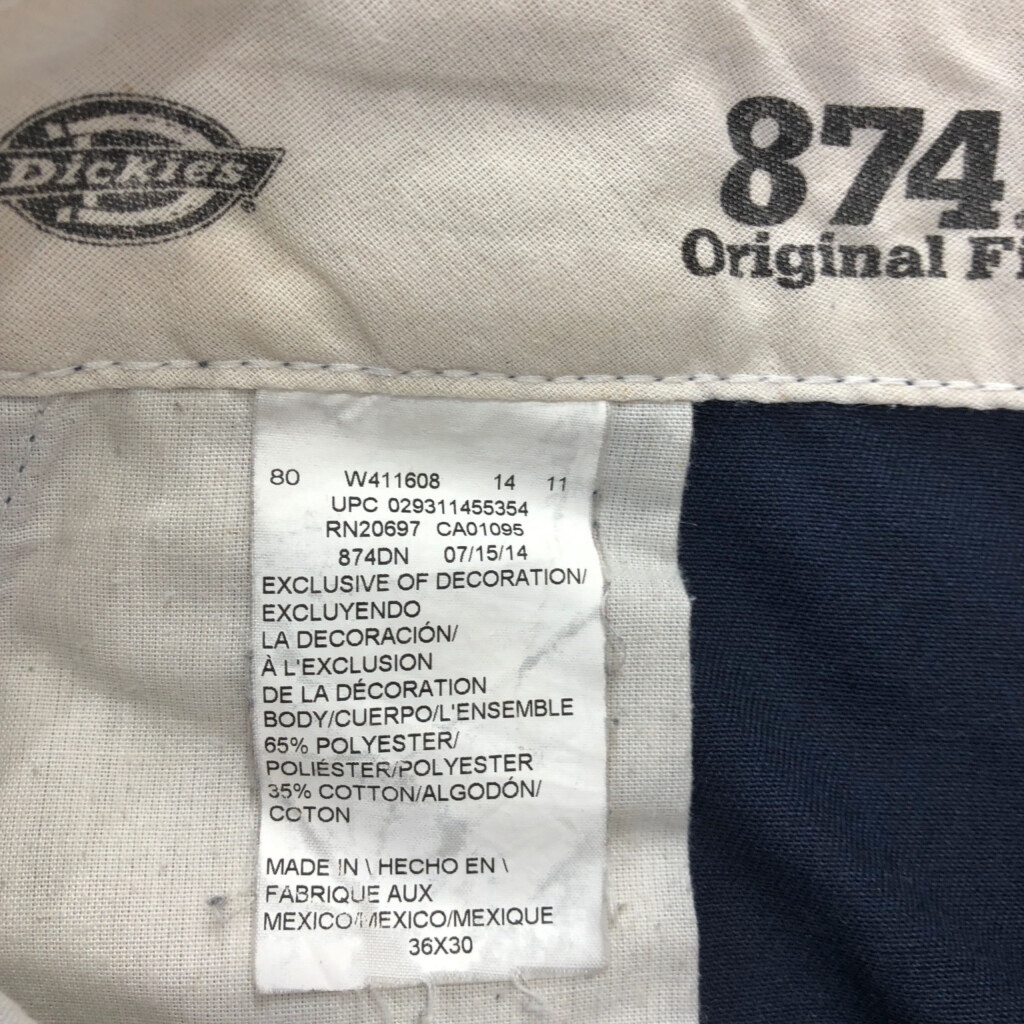 Dickies®
874
Original
80 W411608 14 11
UPC 029311455354
RN20697 CA01095
874DN 07/15/14
EXCLUSIVE OF DECORATION/
EXCLUYENDO
LA DECORACIÓN/
À L'EXCLUSION
DE LA DÉCORATION
BODY/CUERPO/L'ENSEMBLE
65% POLYESTER/
POLIÉSTER/POLYESTER
35% COTTON/ALGODÓN/
COTON
MADE IN \ HECHO EN \
FABRIQUE AUX
MEXICO/MEXICO/MEXIQUE
36X30